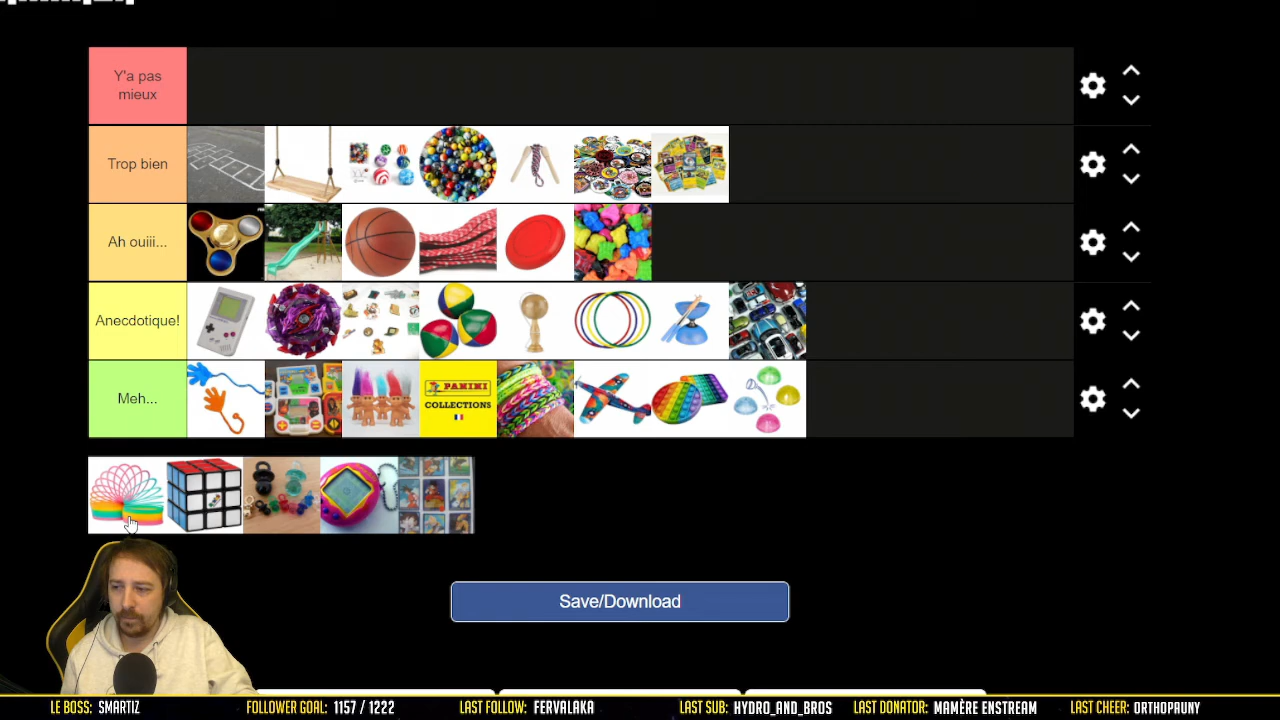 Y'a pas
mieux
Trop bien
Ah ouiii...
Anecdotique!
Meh...
PANINI
COLLECTIONS
Save/Download
LE BOSS: SMARTIZ
FOLLOWER GOAL: 1157 / 1222
LAST FOLLOW: FERVALAKA
LAST SUB: HYDRO_AND_BROS
LAST DONATOR: MAMÈRE ENSTREAM
LAST CHEER: ORTHOPAUNY